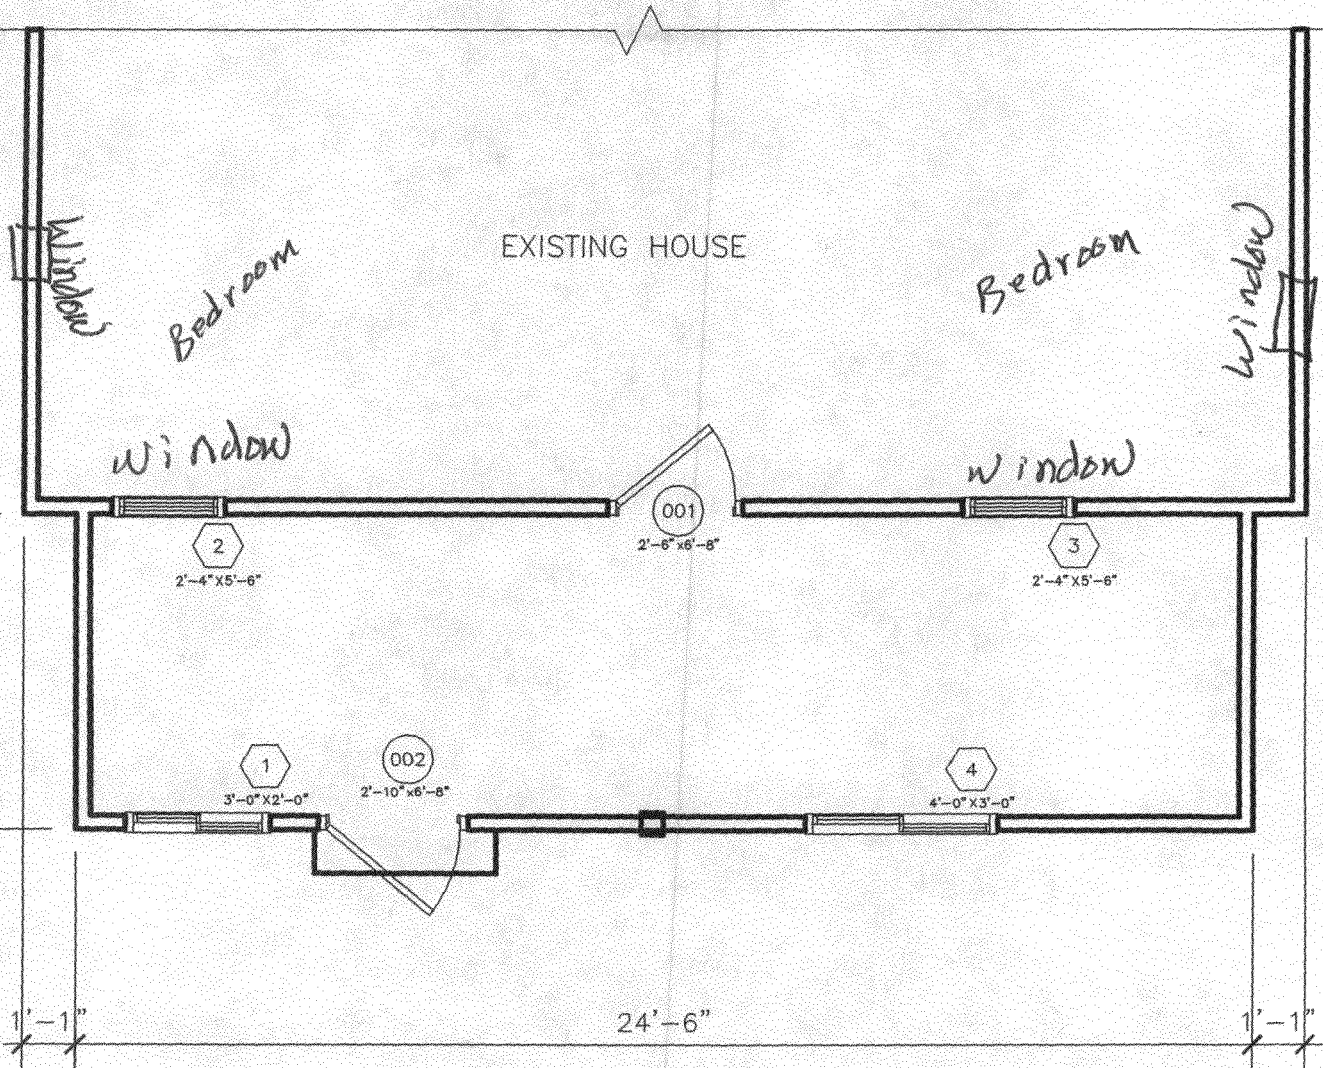 EXISTING HOUSE
Window
Bedroom
Bedroom
Window
Window
Window
001
2'-6"x6'-8"
2
2'-4"X5'-6"
3
2'-4"X5'-6"
1
3'-0"X2'-0"
002
2'-10"x6'-8"
4
4'-0"X3'-0"
1'-1"
24'-6"
1'-1"